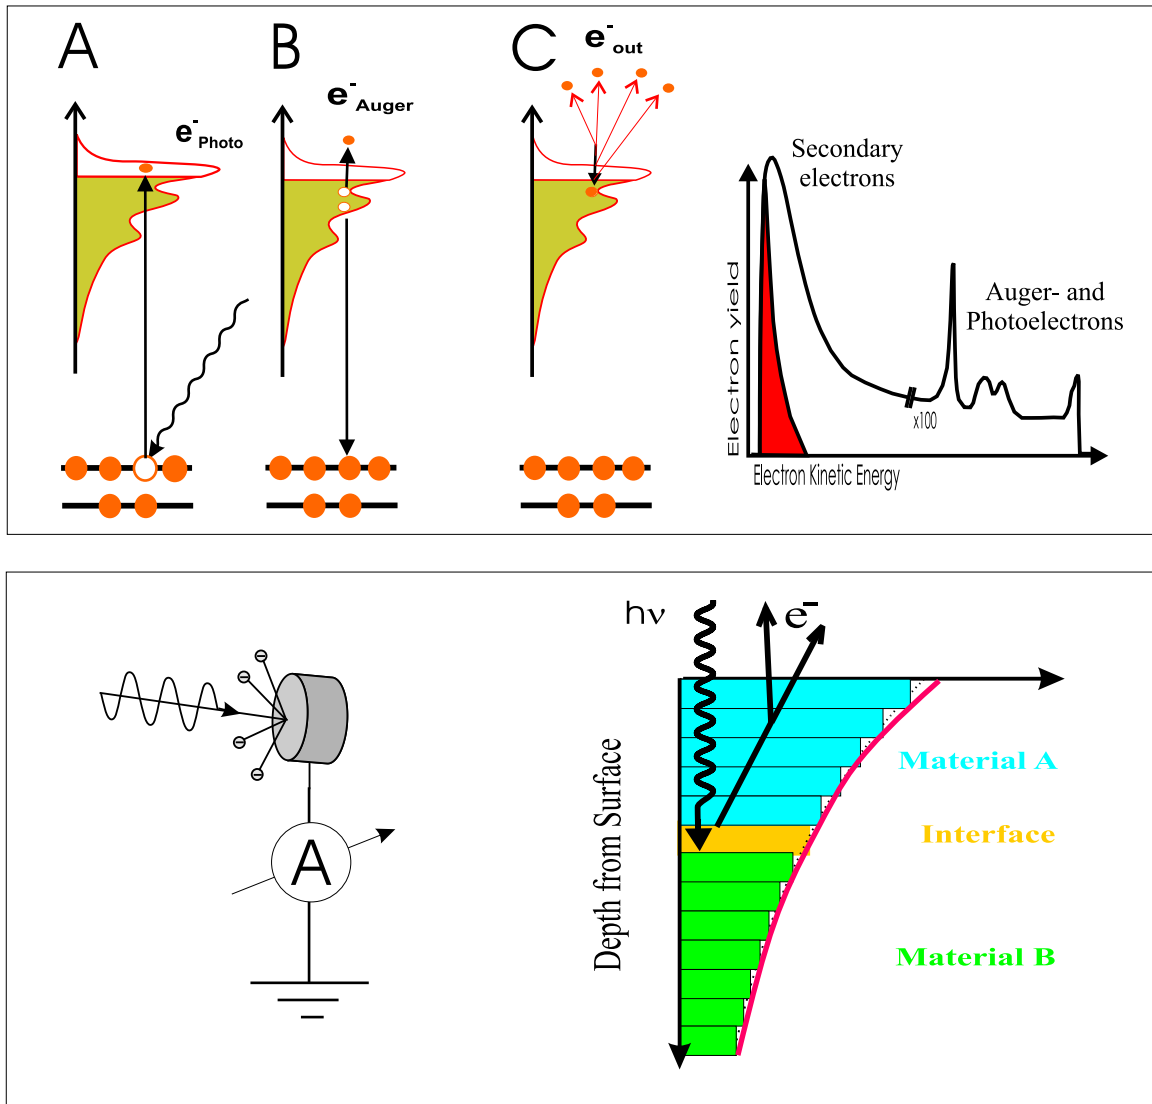 A
B
C
e⁻Photo
e⁻Auger
e⁻out
Secondary
electrons
Auger- and
Photoelectrons
Electron yield
x100
Electron Kinetic Energy
A
hν
e⁻
Depth from Surface
Material A
Interface
Material B